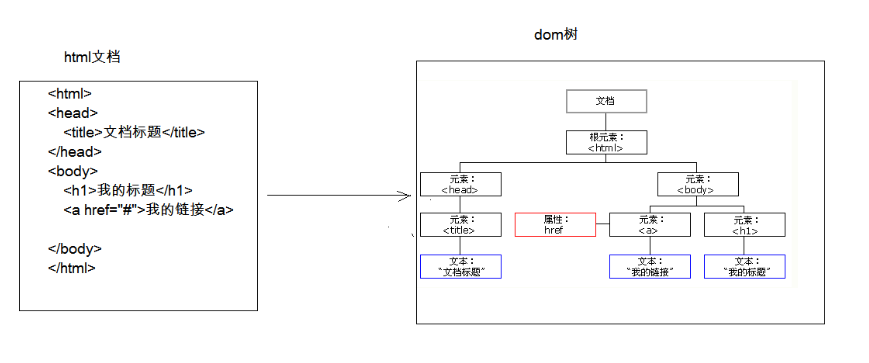 html文档
<html>
<head>
<title>文档标题</title>
</head>
<body>
<h1>我的标题</h1>
<a href="#">我的链接</a>
</body>
</html>
dom树
文档
根元素：
<html>
元素：
<head>
元素：
<body>
元素：
<title>
属性：
href
元素：
<a>
元素：
<h1>
文本：
"文档标题"
文本：
"我的链接"
文本：
"我的标题"